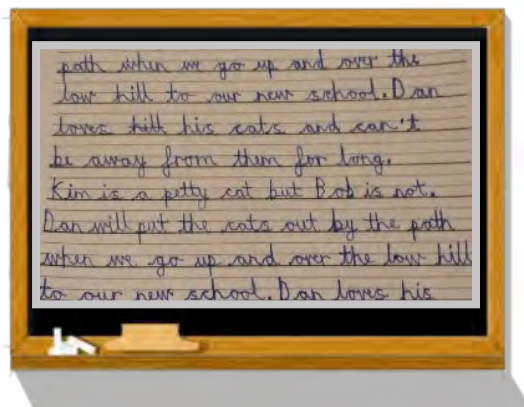 path when we go up and over the
low hill to our new school. Dan
loves hill his cats and can't
be away from them for long.
Kim is a petty cat but Bob is not.
Dan will put the cats out by the path
when we go up and over the low hill
to our new school. Dan loves his